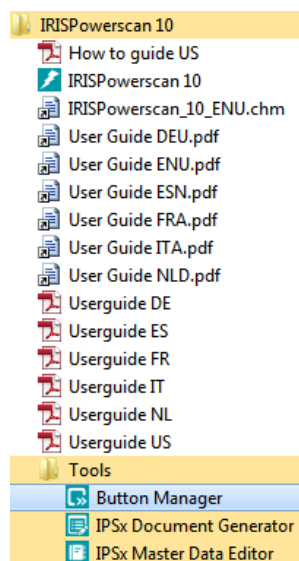 IRISPowerscan 10
How to guide US
IRISPowerscan 10
IRISPowerscan_10_ENU.chm
User Guide DEU.pdf
User Guide ENU.pdf
User Guide ESN.pdf
User Guide FRA.pdf
User Guide ITA.pdf
User Guide NLD.pdf
Userguide DE
Userguide ES
Userguide FR
Userguide IT
Userguide NL
Userguide US
Tools
Button Manager
IPSx Document Generator
IPSx Master Data Editor